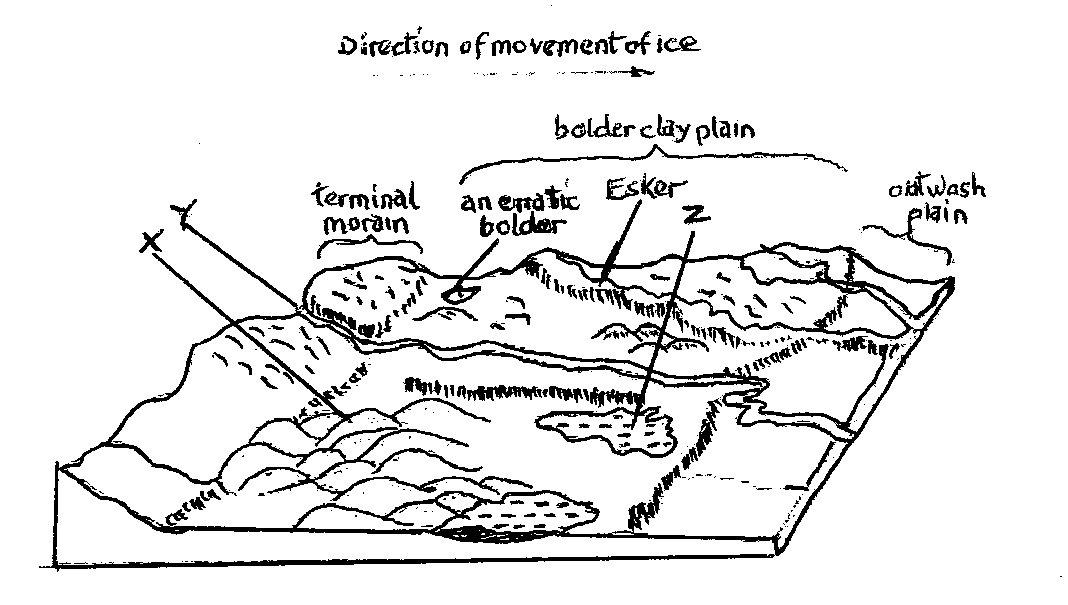 Direction of movement of ice
bolder clay plain
terminal
morain
an erratic
bolder
Esker
outwash
plain
X
Y
Z